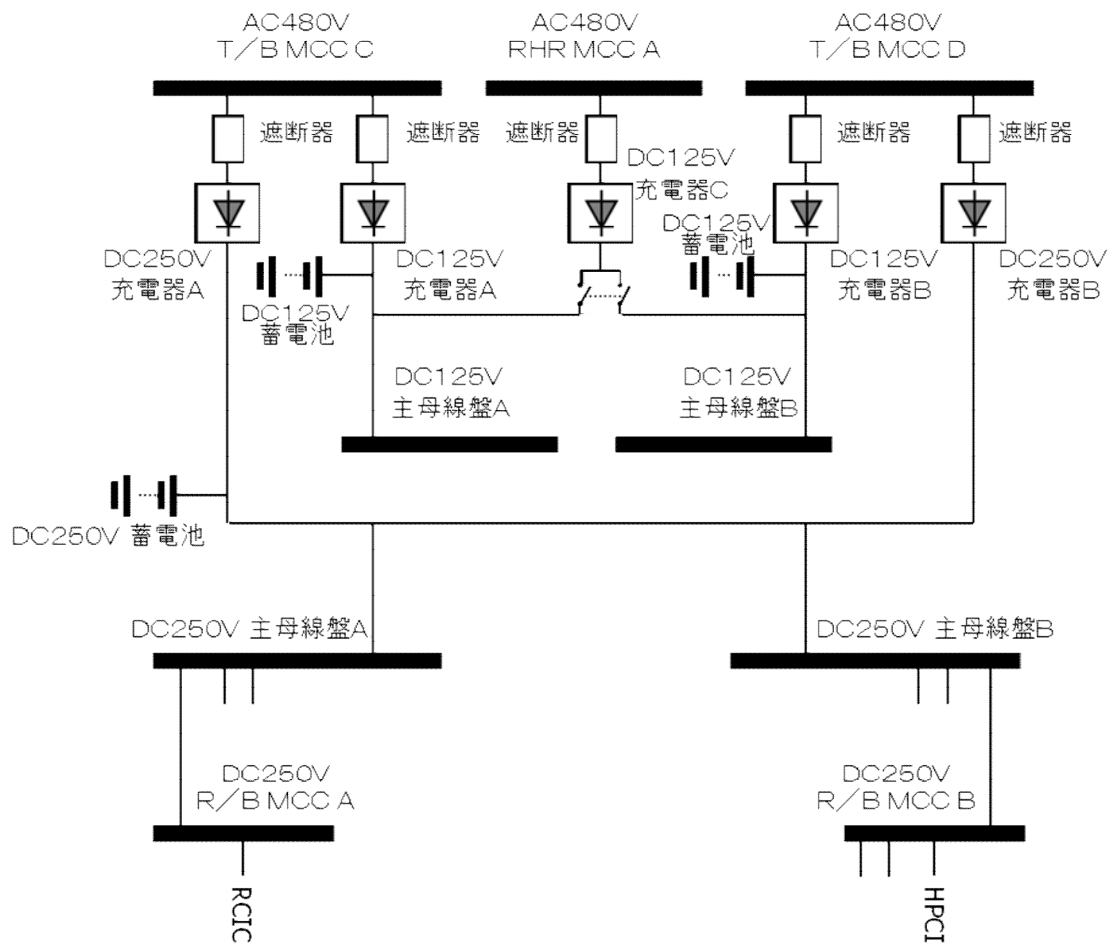 AC480V
T／B MCC C
AC480V
RHR MCC A
AC480V
T／B MCC D
遮断器
遮断器
遮断器
遮断器
遮断器
DC125V
充電器C
DC250V
充電器A
DC125V
蓄電池
DC125V
充電器A
DC125V
蓄電池
DC125V
充電器B
DC250V
充電器B
DC125V
主母線盤A
DC125V
主母線盤B
DC250V 蓄電池
DC250V 主母線盤A
DC250V 主母線盤B
DC250V
R／B MCC A
DC250V
R／B MCC B
RCIC
HPCI